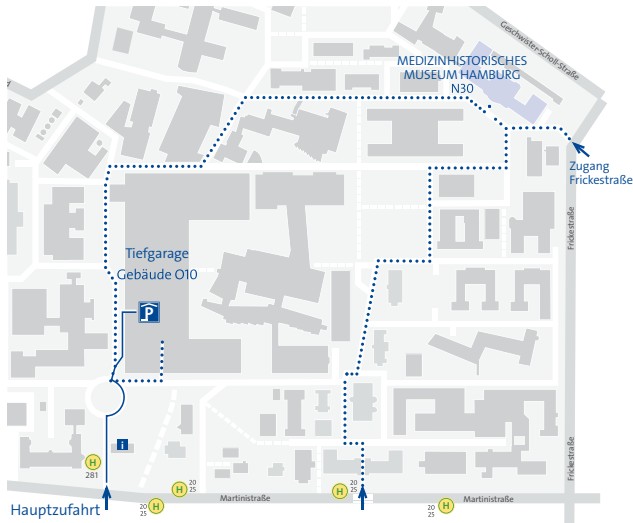 Geschwister-Scholl-Straße
MEDIZINHISTORISCHES
MUSEUM HAMBURG
N30
Zugang
Frickestraße
Frickestraße
Tiefgarage
Gebäude O10
P
i
H
281
Frickestraße
H
20
25
H
20
25
Martinistraße
Martinistraße
Hauptzufahrt
20
25
H
20
25
H